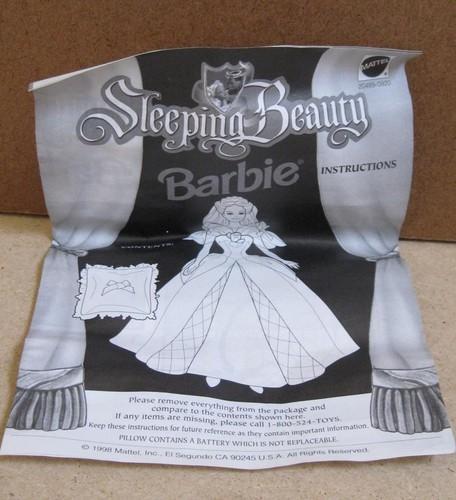 MATTEL
20489-0920
Sleeping Beauty
Barbie®
INSTRUCTIONS
CONTENTS:
Please remove everything from the package and
compare to the contents shown here.
If any items are missing, please call 1-800-524-TOYS.
Keep these instructions for future reference as they contain important information.
PILLOW CONTAINS A BATTERY WHICH IS NOT REPLACEABLE.
© 1998 Mattel, Inc., El Segundo CA 90245 U.S.A. All Rights Reserved.